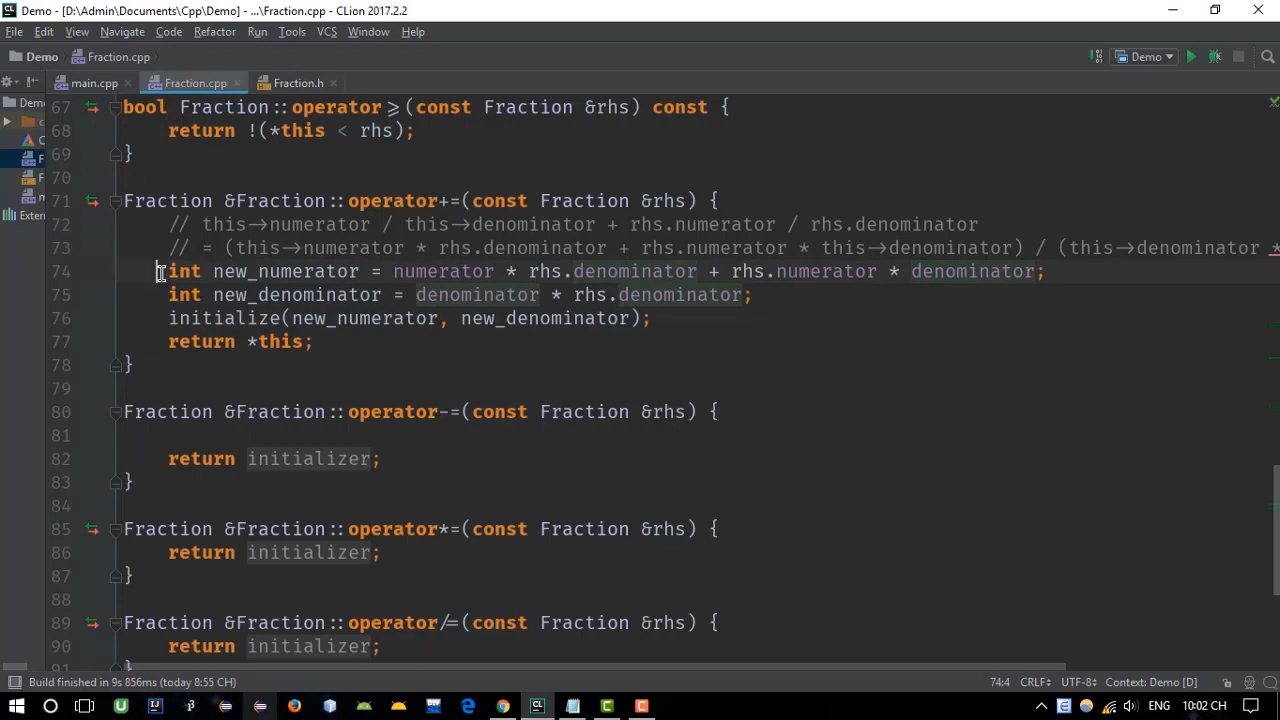 Demo - [D:\Admin\Documents\Cpp\Demo] - ...\Fraction.cpp - CLion 2017.2.2
File Edit View Navigate Code Refactor Run Tools VCS Window Help
Demo Fraction.cpp Demo
main.cpp Fraction.cpp Fraction.h
Demo
Exter
67 bool Fraction::operator>=(const Fraction &rhs) const {
68 return !(*this < rhs);
69 }
70
71 Fraction &Fraction::operator+=(const Fraction &rhs) {
72 // this->numerator / this->denominator + rhs.numerator / rhs.denominator
73 // = (this->numerator * rhs.denominator + rhs.numerator * this->denominator) / (this->denominator *
74 int new_numerator = numerator * rhs.denominator + rhs.numerator * denominator;
75 int new_denominator = denominator * rhs.denominator;
76 initialize(new_numerator, new_denominator);
77 return *this;
78 }
79
80 Fraction &Fraction::operator-=(const Fraction &rhs) {
81
82 return initializer;
83 }
84
85 Fraction &Fraction::operator*=(const Fraction &rhs) {
86 return initializer;
87 }
88
89 Fraction &Fraction::operator/=(const Fraction &rhs) {
90 return initializer;
91 }
Build finished in 9s 856ms (today 8:55 CH) 74:4 CRLF÷ UTF-8÷ Context: Demo [D]
ENG 10:02 CH